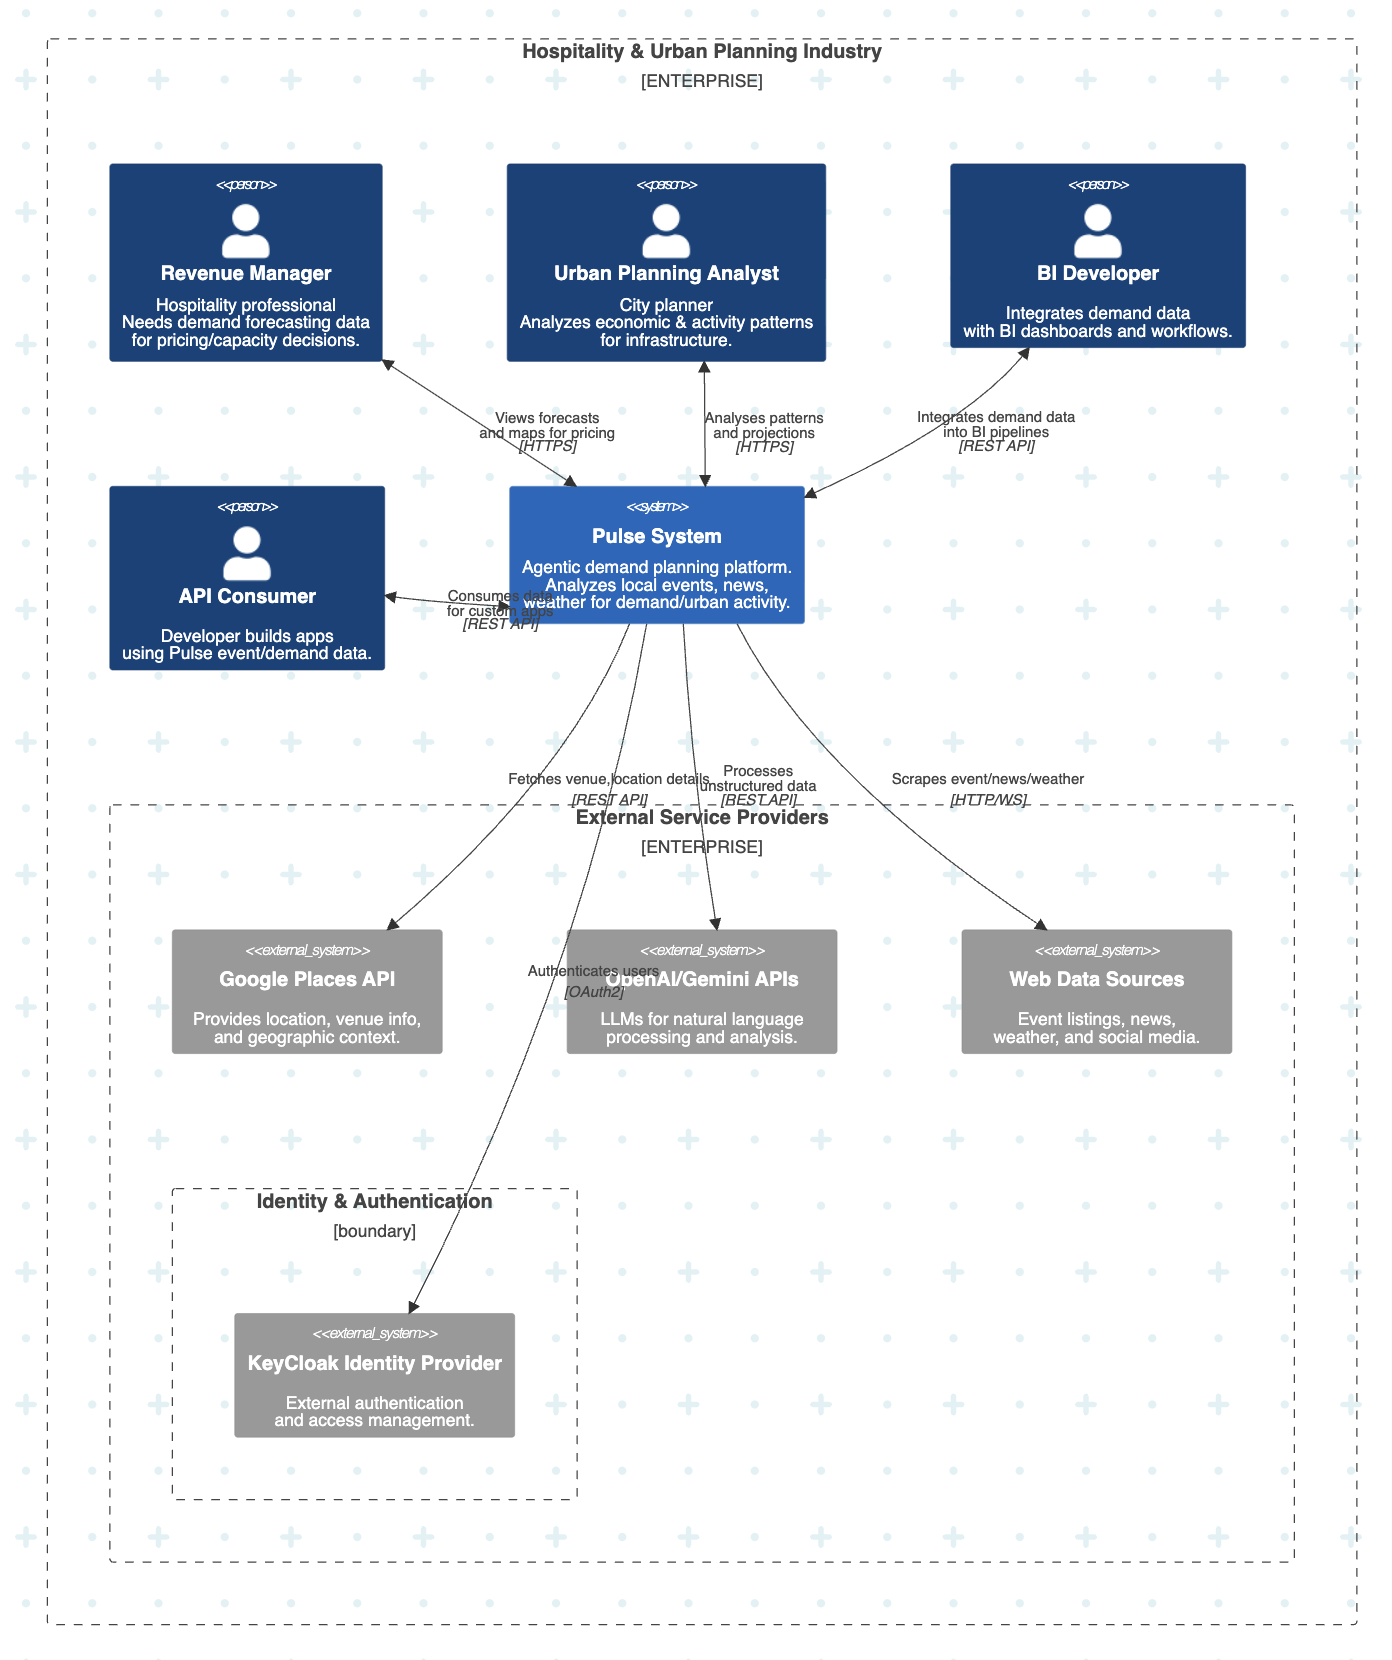 Hospitality & Urban Planning Industry
[ENTERPRISE]
<<person>>
Revenue Manager
Hospitality professional
Needs demand forecasting data
for pricing/capacity decisions.
<<person>>
Urban Planning Analyst
City planner
Analyzes economic & activity patterns
for infrastructure.
<<person>>
BI Developer
Integrates demand data
with BI dashboards and workflows.
Views forecasts
and maps for pricing
[HTTPS]
Analyses patterns
and projections
[HTTPS]
Integrates demand data
into BI pipelines
[REST API]
<<person>>
API Consumer
Developer builds apps
using Pulse event/demand data.
Consumes data
for custom apps
[REST API]
<<system>>
Pulse System
Agentic demand planning platform.
Analyzes local events, news,
weather for demand/urban activity.
Fetches venue,location details
[REST API]
Processes
unstructured data
[REST API]
Scrapes event/news/weather
[HTTP/WS]
External Service Providers
[ENTERPRISE]
<<external_system>>
Google Places API
Provides location, venue info,
and geographic context.
Authenticates users
[OAuth2]
<<external_system>>
OpenAI/Gemini APIs
LLMs for natural language
processing and analysis.
<<external_system>>
Web Data Sources
Event listings, news,
weather, and social media.
Identity & Authentication
[boundary]
<<external_system>>
KeyCloak Identity Provider
External authentication
and access management.